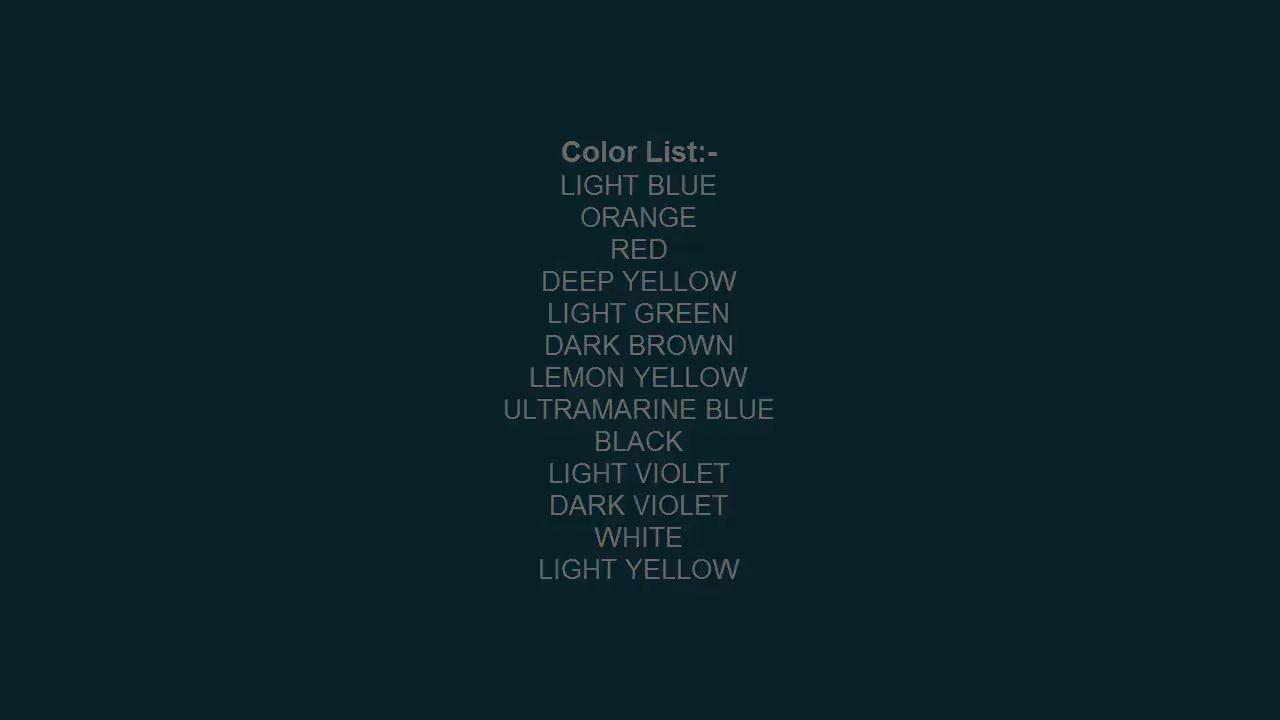 Color List:-
LIGHT BLUE
ORANGE
RED
DEEP YELLOW
LIGHT GREEN
DARK BROWN
LEMON YELLOW
ULTRAMARINE BLUE
BLACK
LIGHT VIOLET
DARK VIOLET
WHITE
LIGHT YELLOW